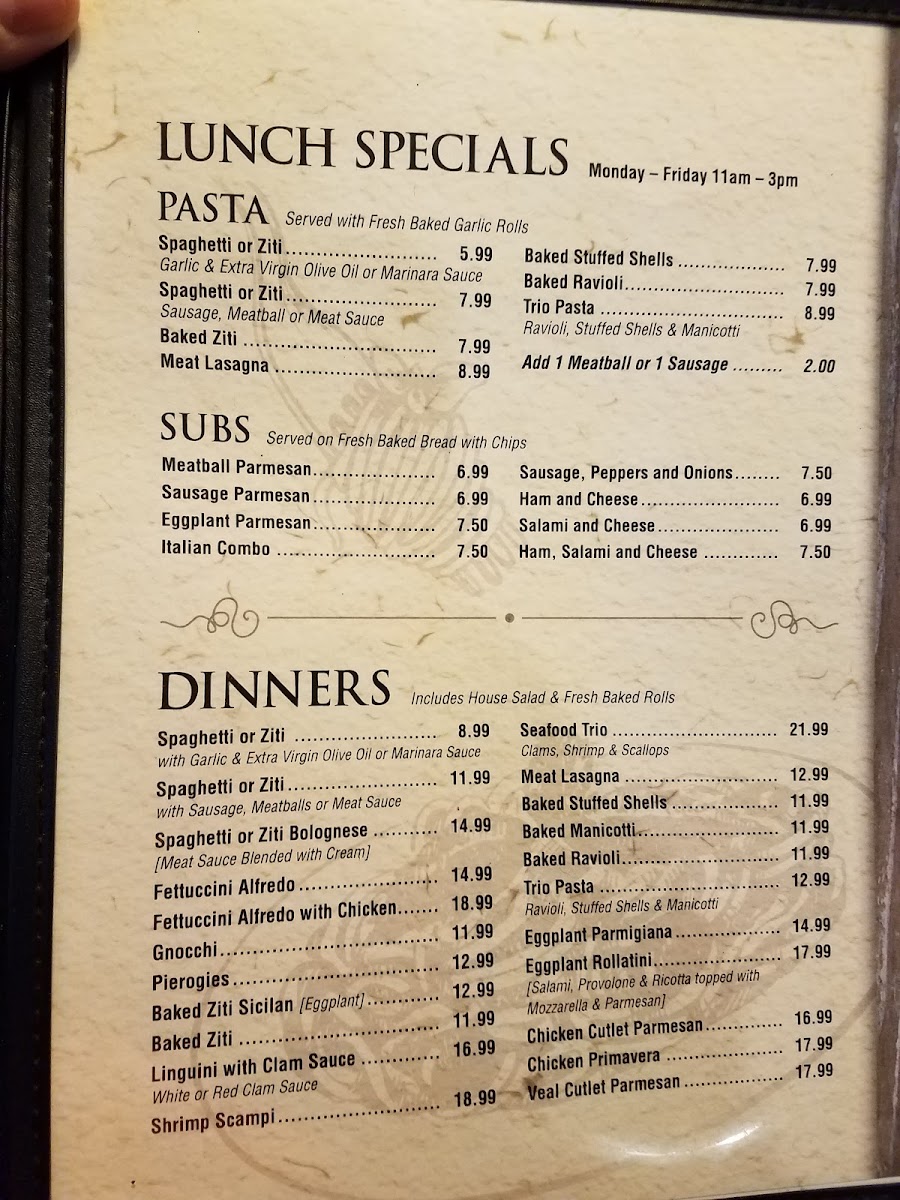 LUNCH SPECIALS Monday – Friday 11am – 3pm
PASTA Served with Fresh Baked Garlic Rolls
Spaghetti or Ziti 5.99
Garlic & Extra Virgin Olive Oil or Marinara Sauce
Spaghetti or Ziti 7.99
Sausage, Meatball or Meat Sauce
Baked Ziti 7.99
Meat Lasagna 8.99
Baked Stuffed Shells 7.99
Baked Ravioli 7.99
Trio Pasta 8.99
Ravioli, Stuffed Shells & Manicotti
Add 1 Meatball or 1 Sausage 2.00
SUBS Served on Fresh Baked Bread with Chips
Meatball Parmesan 6.99
Sausage Parmesan 6.99
Eggplant Parmesan 7.50
Italian Combo 7.50
Sausage, Peppers and Onions 7.50
Ham and Cheese 6.99
Salami and Cheese 6.99
Ham, Salami and Cheese 7.50
DINNERS Includes House Salad & Fresh Baked Rolls
Spaghetti or Ziti 8.99
with Garlic & Extra Virgin Olive Oil or Marinara Sauce
Spaghetti or Ziti 11.99
with Sausage, Meatballs or Meat Sauce
Spaghetti or Ziti Bolognese 14.99
[Meat Sauce Blended with Cream]
Fettuccini Alfredo 14.99
Fettuccini Alfredo with Chicken 18.99
Gnocchi 11.99
Pierogies 12.99
Baked Ziti Sicilan [Eggplant] 12.99
Baked Ziti 11.99
Linguini with Clam Sauce 16.99
White or Red Clam Sauce
Shrimp Scampi 18.99
Seafood Trio 21.99
Clams, Shrimp & Scallops
Meat Lasagna 12.99
Baked Stuffed Shells 11.99
Baked Manicotti 11.99
Baked Ravioli 11.99
Trio Pasta 12.99
Ravioli, Stuffed Shells & Manicotti
Eggplant Parmigiana 14.99
Eggplant Rollatini 17.99
[Salami, Provolone & Ricotta topped with
Mozzarella & Parmesan]
Chicken Cutlet Parmesan 16.99
Chicken Primavera 17.99
Veal Cutlet Parmesan 17.99